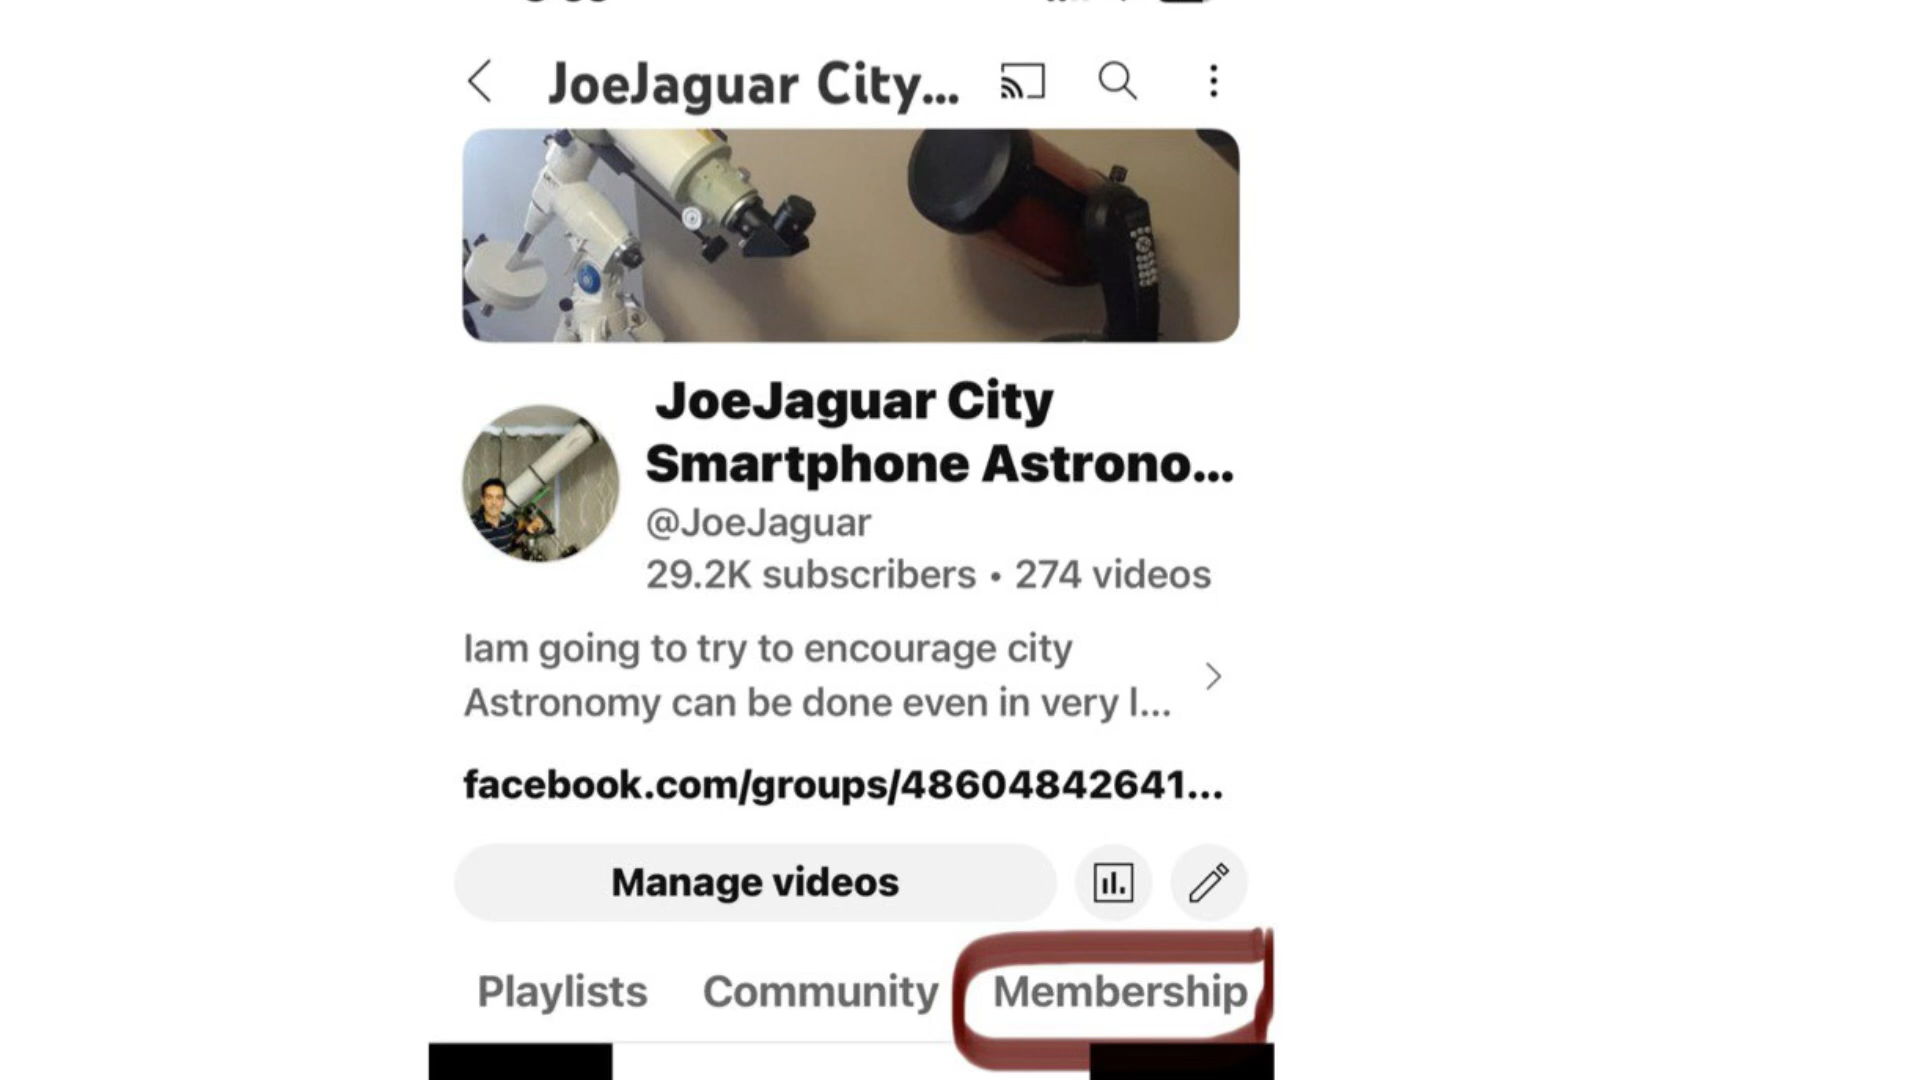 JoeJaguar City...
JoeJaguar City
Smartphone Astrono...
@JoeJaguar
29.2K subscribers • 274 videos
Iam going to try to encourage city
Astronomy can be done even in very l...
facebook.com/groups/48604842641...
Manage videos
Playlists Community Membership